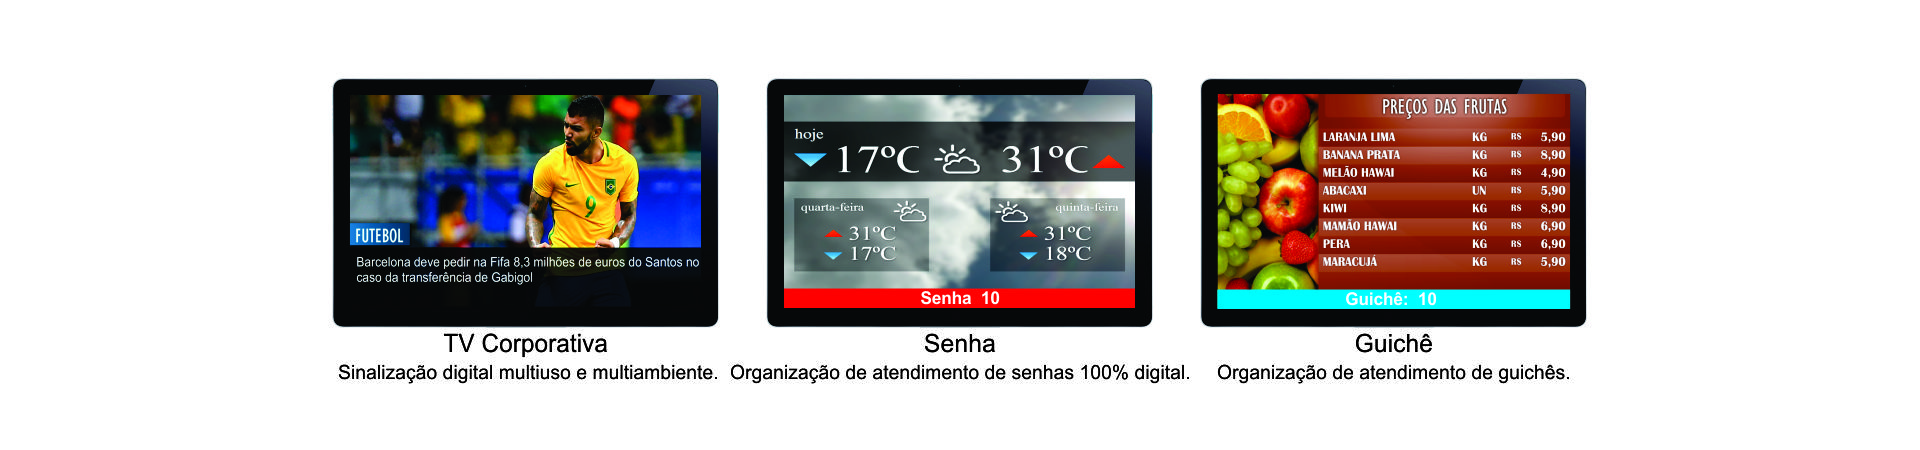 FUTEBOL
Barcelona deve pedir na Fifa 8,3 milhões de euros do Santos no
caso da transferência de Gabigol
9
TV Corporativa
Sinalização digital multiuso e multiambiente.
hoje
17ºC 31ºC
quarta-feira
31ºC
17ºC
quinta-feira
31ºC
18ºC
Senha 10
Senha
Organização de atendimento de senhas 100% digital.
PREÇOS DAS FRUTAS
LARANJA LIMA KG R$ 5,90
BANANA PRATA KG R$ 8,90
MELÃO HAWAI KG R$ 4,90
ABACAXI UN R$ 5,90
KIWI KG R$ 8,90
MAMÃO HAWAI KG R$ 6,90
PERA KG R$ 6,90
MARACUJÁ KG R$ 5,90
Guichê: 10
Guichê
Organização de atendimento de guichês.